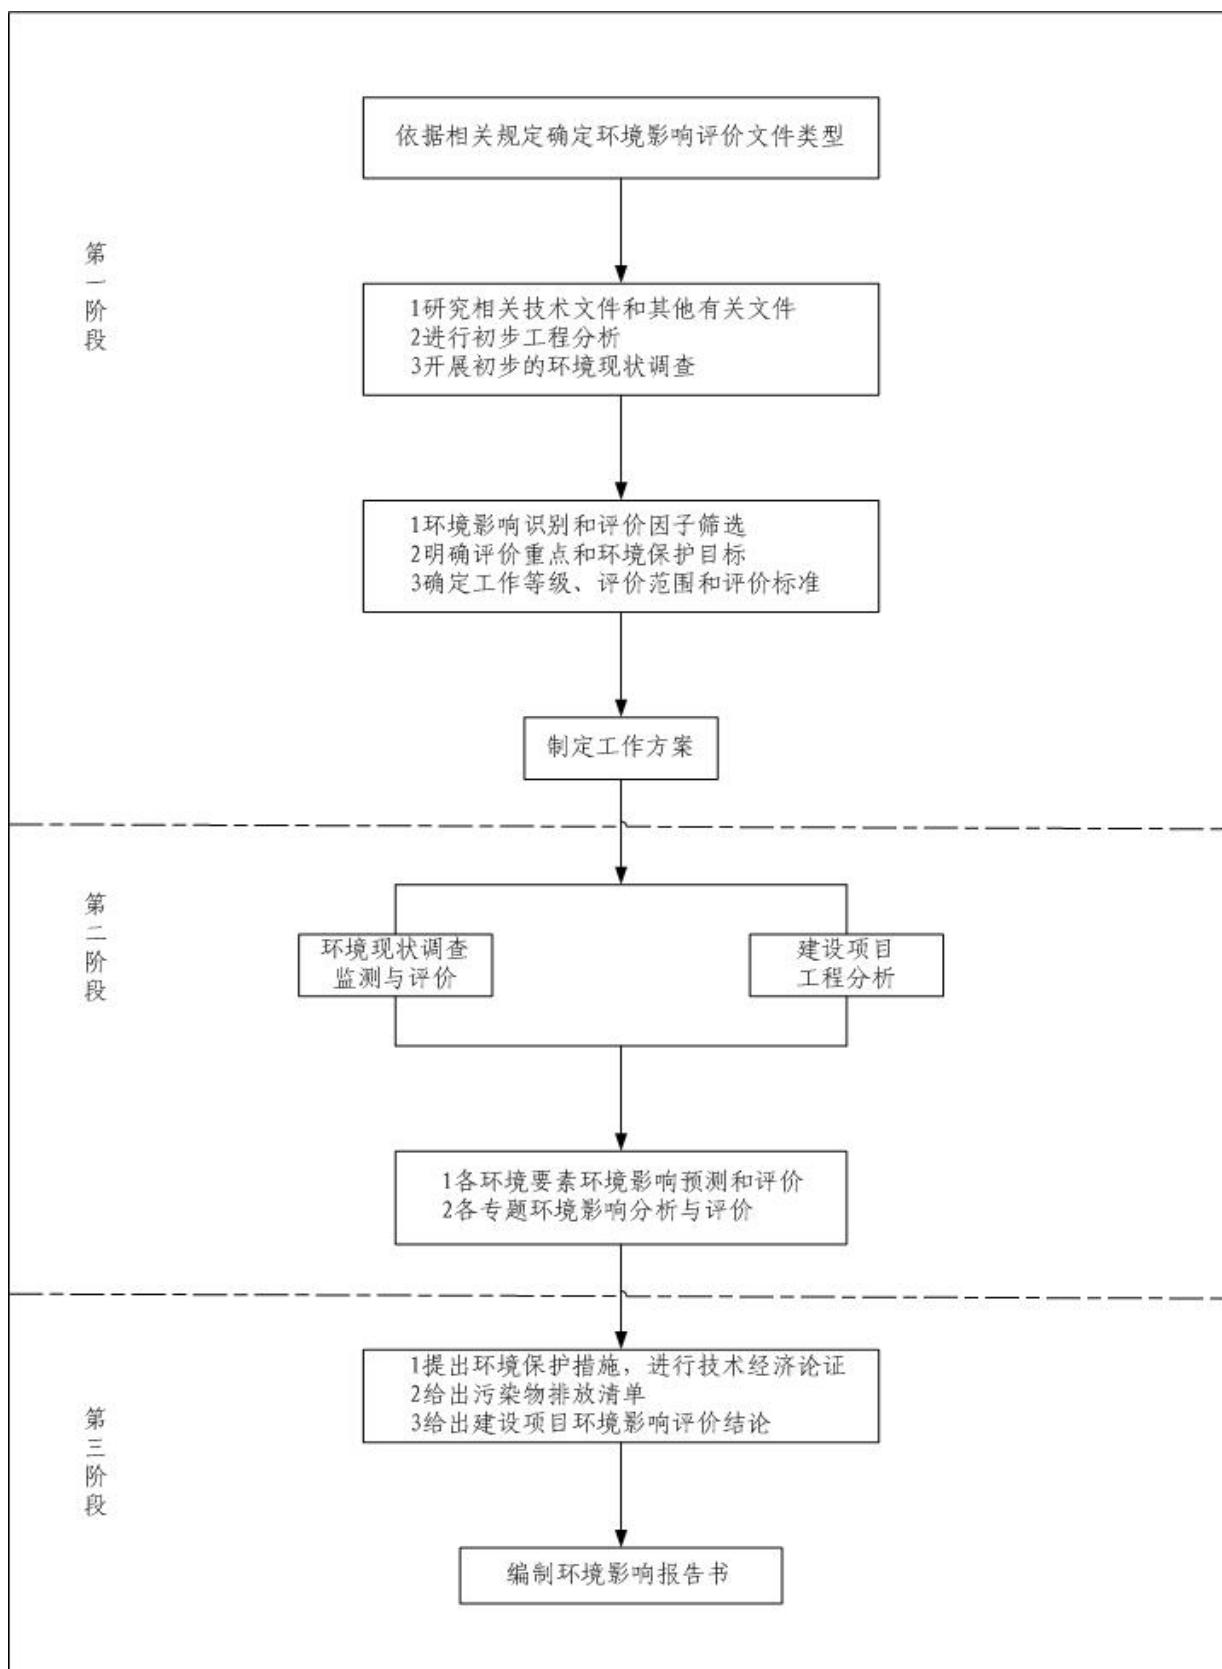 依据相关规定确定环境影响评价文件类型
第一阶段
1研究相关技术文件和其他有关文件
2进行初步工程分析
3开展初步的环境现状调查
1环境影响识别和评价因子筛选
2明确评价重点和环境保护目标
3确定工作等级、评价范围和评价标准
制定工作方案
第二阶段
环境现状调查
监测与评价
建设项目
工程分析
1各环境要素环境影响预测和评价
2各专题环境影响分析与评价
第三阶段
1提出环境保护措施，进行技术经济论证
2给出污染物排放清单
3给出建设项目环境影响评价结论
编制环境影响报告书